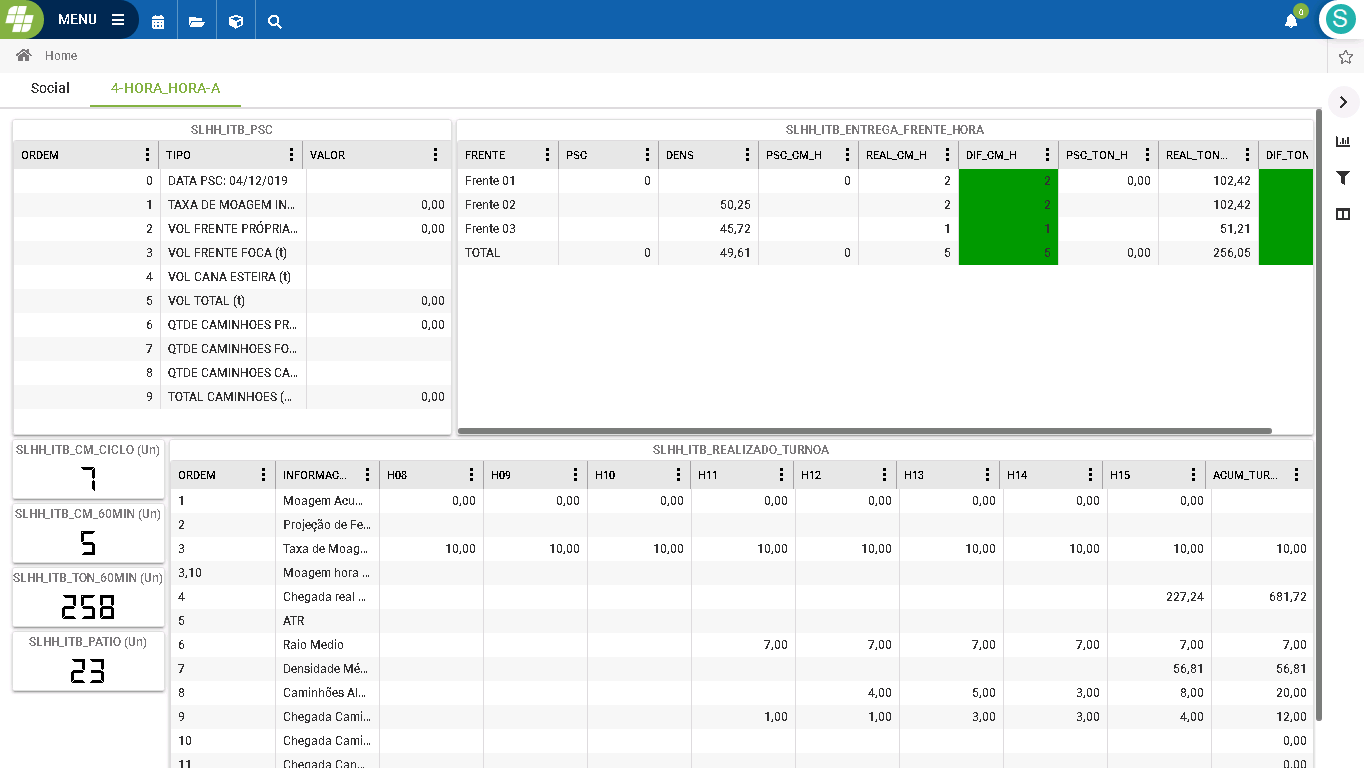 MENU
0
S
Home
Social 4-HORA_HORA-A
SLHH_ITB_PSC
ORDEM TIPO VALOR
0 DATA PSC: 04/12/019
1 TAXA DE MOAGEM IN... 0,00
2 VOL FRENTE PRÓPRIA... 0,00
3 VOL FRENTE FOCA (t)
4 VOL CANA ESTEIRA (t)
5 VOL TOTAL (t) 0,00
6 QTDE CAMINHOES PR... 0,00
7 QTDE CAMINHOES FO...
8 QTDE CAMINHOES CA...
9 TOTAL CAMINHOES (... 0,00
SLHH_ITB_ENTREGA_FRENTE_HORA
FRENTE PSC DENS PSC_CM_H REAL_CM_H DIF_CM_H PSC_TON_H REAL_TON... DIF_TON
Frente 01 0 0 2 2 0,00 102,42
Frente 02 50,25 2 2 102,42
Frente 03 45,72 1 1 51,21
TOTAL 0 49,61 0 5 5 0,00 256,05
SLHH_ITB_CM_CICLO (Un)
7
SLHH_ITB_CM_60MIN (Un)
5
SLHH_ITB_TON_60MIN (Un)
258
SLHH_ITB_PATIO (Un)
23
SLHH_ITB_REALIZADO_TURNOA
ORDEM INFORMAC... H08 H09 H10 H11 H12 H13 H14 H15 AGUM_TUR...
1 Moagem Acu... 0,00 0,00 0,00 0,00 0,00 0,00 0,00 0,00
2 Projeção de Fe...
3 Taxa de Moag... 10,00 10,00 10,00 10,00 10,00 10,00 10,00 10,00 10,00
3,10 Moagem hora ...
4 Chegada real ... 227,24 681,72
5 ATR
6 Raio Medio 7,00 7,00 7,00 7,00 7,00 7,00
7 Densidade Mé... 56,81 56,81
8 Caminhões Al... 4,00 5,00 3,00 8,00 20,00
9 Chegada Cami... 1,00 1,00 3,00 3,00 4,00 12,00
10 Chegada Cami... 0,00
11 Chegada Can... 0,00